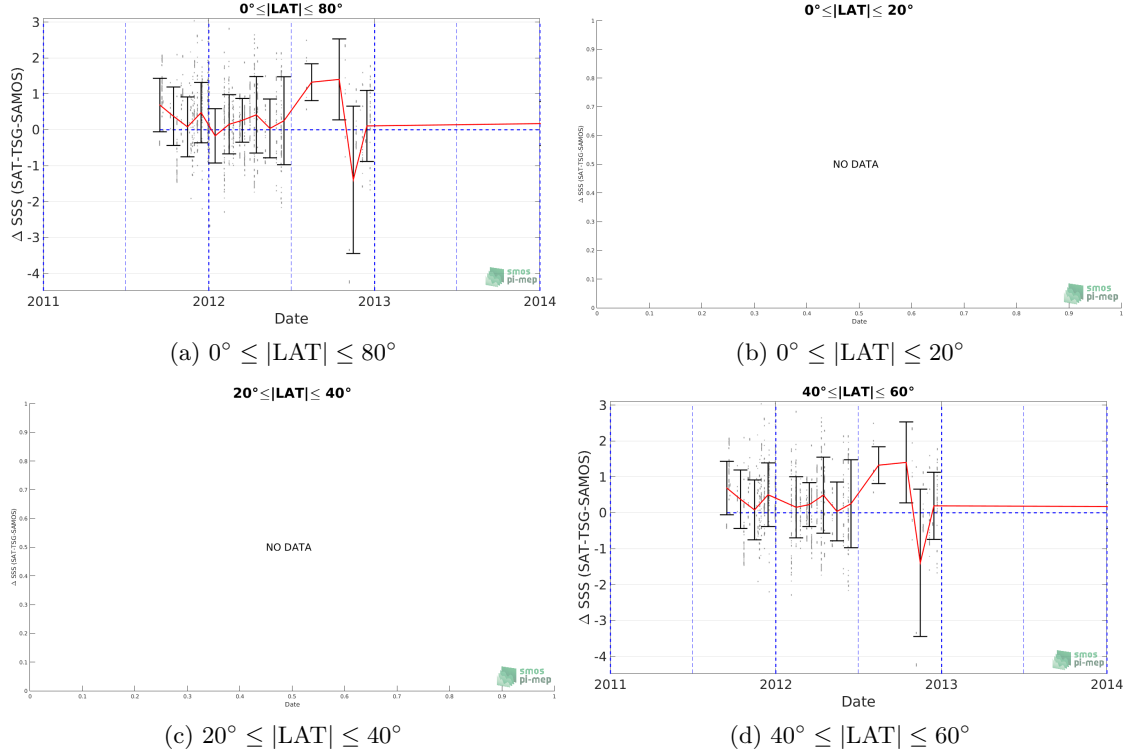 0°≤|LAT|≤ 80°
3
2
1
0
-1
-2
-3
-4
Δ SSS (SAT-TSG-SAMOS)
2011 2012 2013 2014
Date
smos
pi-mep
(a) 0° ≤ |LAT| ≤ 80°
0°≤|LAT|≤ 20°
1
0.9
0.8
0.7
0.6
0.5
0.4
0.3
0.2
0.1
0
Δ SSS (SAT-TSG-SAMOS)
NO DATA
0 0.1 0.2 0.3 0.4 0.5 0.6 0.7 0.8 0.9 1
Date
smos
pi-mep
(b) 0° ≤ |LAT| ≤ 20°
20°≤|LAT|≤ 40°
1
0.9
0.8
0.7
0.6
0.5
0.4
0.3
0.2
0.1
0
Δ SSS (SAT-TSG-SAMOS)
NO DATA
0 0.1 0.2 0.3 0.4 0.5 0.6 0.7 0.8 0.9 1
Date
smos
pi-mep
(c) 20° ≤ |LAT| ≤ 40°
40°≤|LAT|≤ 60°
3
2
1
0
-1
-2
-3
-4
Δ SSS (SAT-TSG-SAMOS)
2011 2012 2013 2014
Date
smos
pi-mep
(d) 40° ≤ |LAT| ≤ 60°